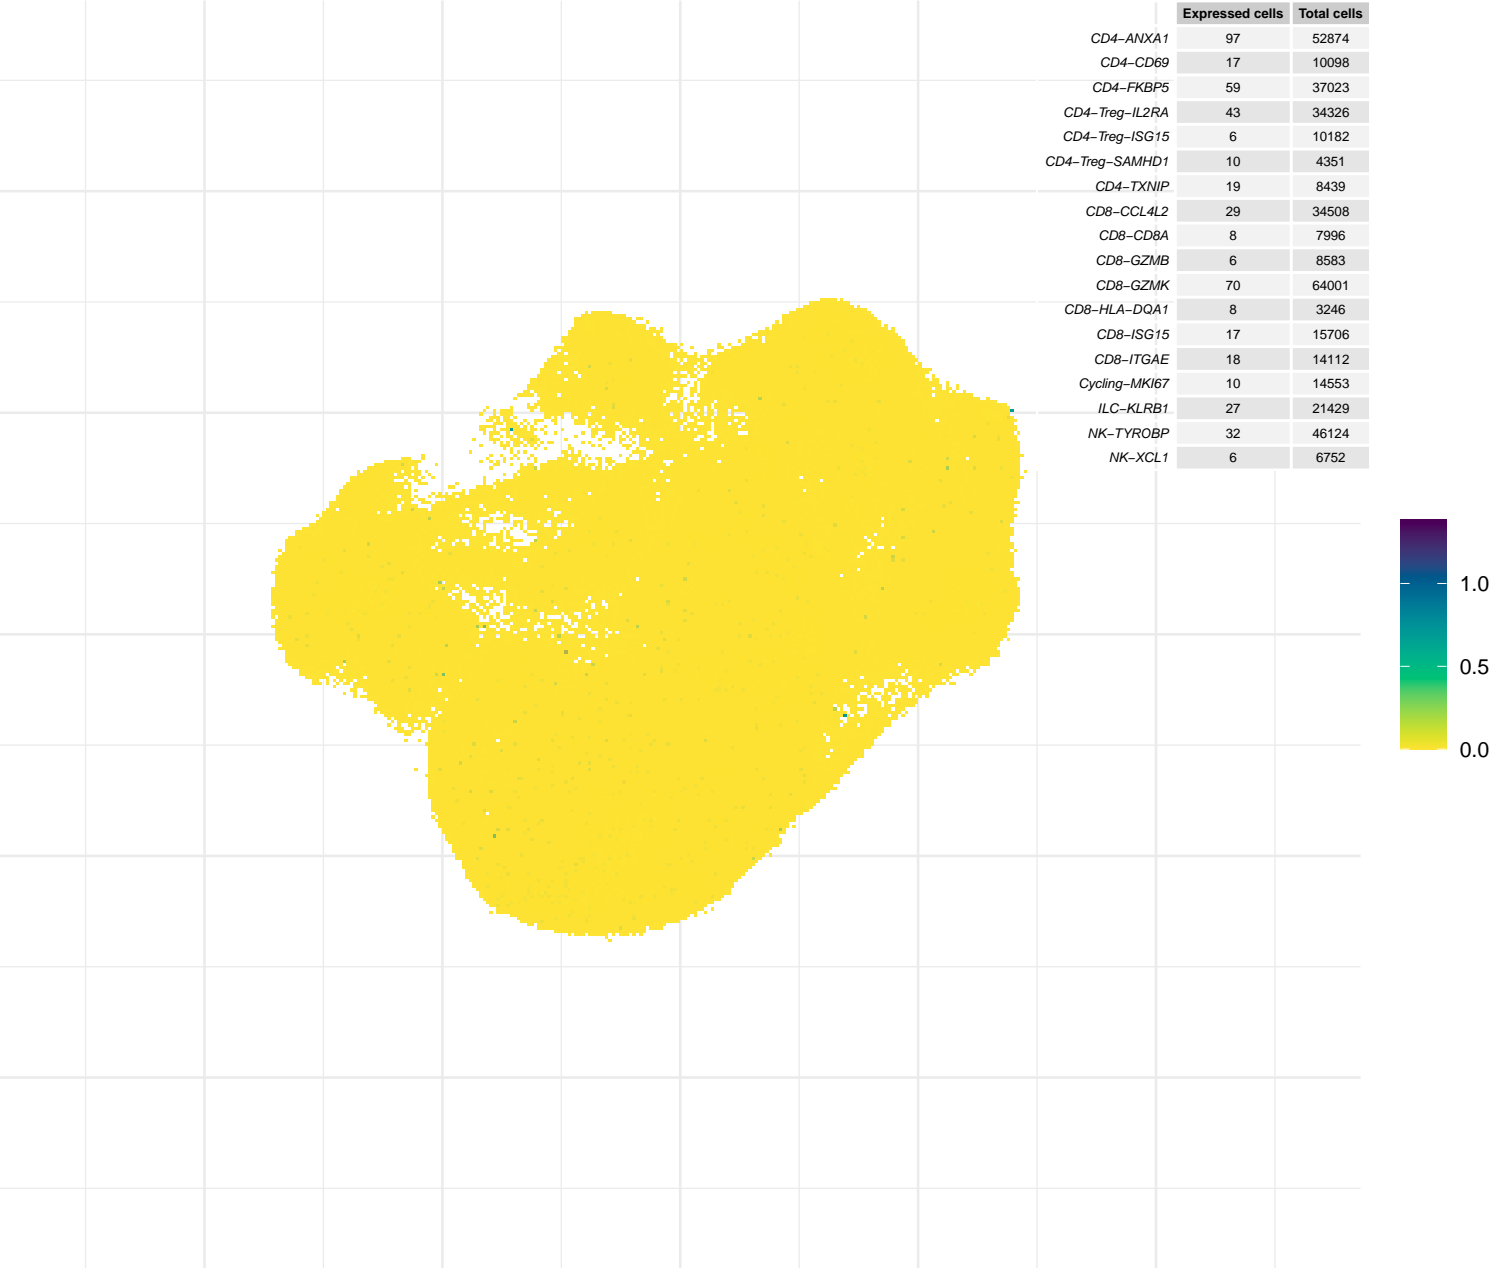 Expressed cells Total cells
CD4−ANXA1 97 52874
CD4−CD69 17 10098
CD4−FKBP5 59 37023
CD4−Treg−IL2RA 43 34326
CD4−Treg−ISG15 6 10182
CD4−Treg−SAMHD1 10 4351
CD4−TXNIP 19 8439
CD8−CCL4L2 29 34508
CD8−CD8A 8 7996
CD8−GZMB 6 8583
CD8−GZMK 70 64001
CD8−HLA−DQA1 8 3246
CD8−ISG15 17 15706
CD8−ITGAE 18 14112
Cycling−MKI67 10 14553
ILC−KLRB1 27 21429
NK−TYROBP 32 46124
NK−XCL1 6 6752
1.0
0.5
0.0